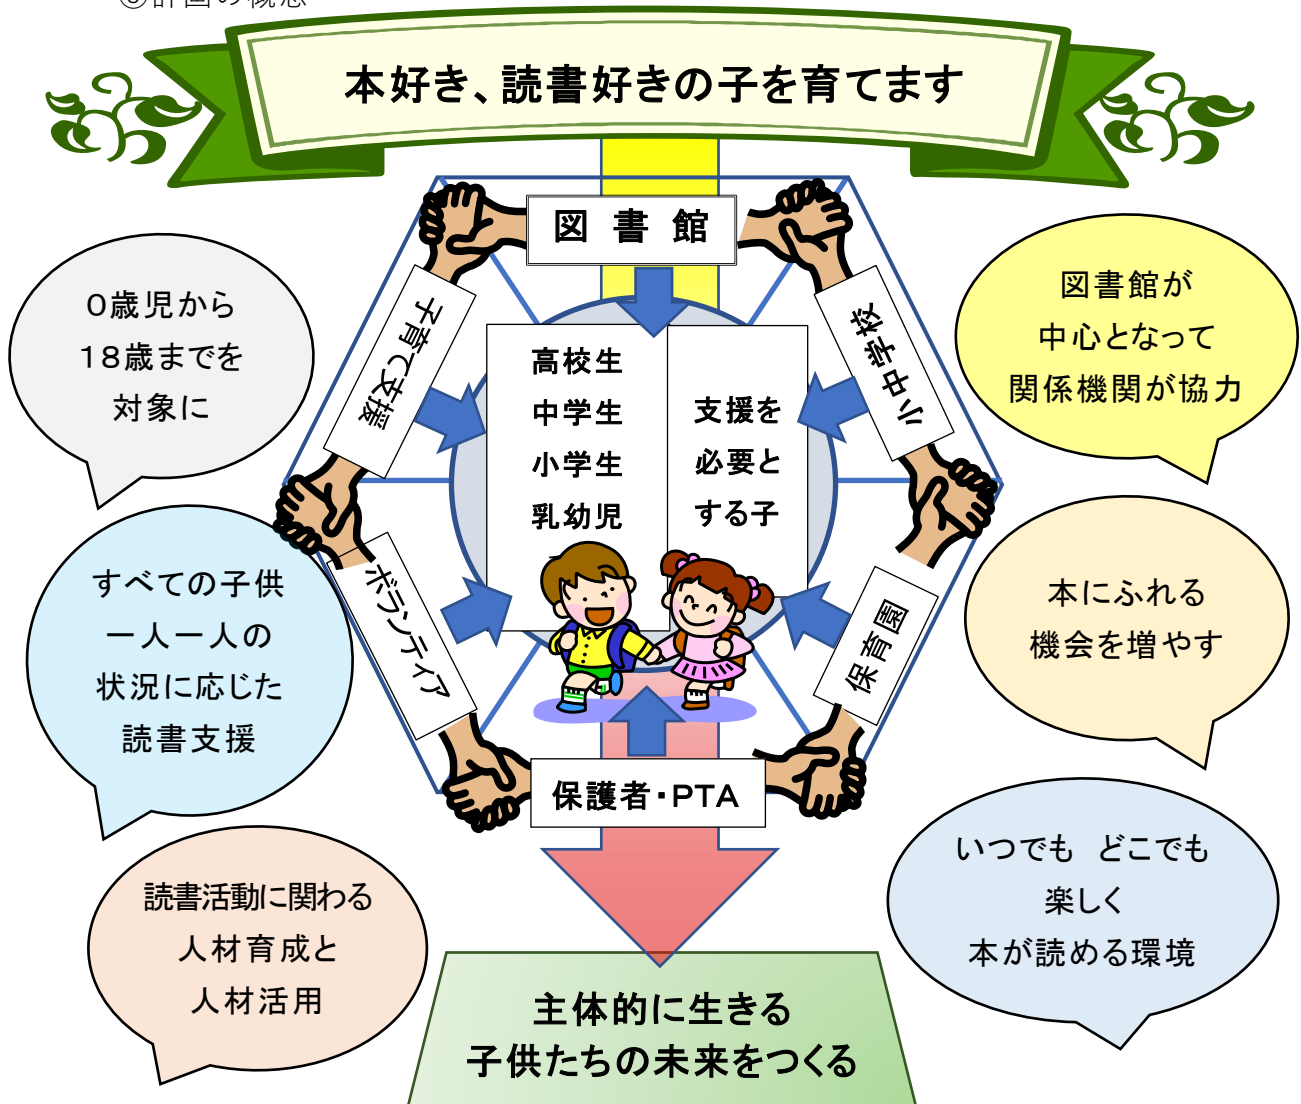 ③計画の概念
本好き、読書好きの子を育てます
図書館
子育て支援
小中学校
ボランティア
保育園
保護者・PTA
高校生
中学生
小学生
乳幼児
支援を
必要と
する子
０歳児から
１８歳までを
対象に
図書館が
中心となって
関係機関が協力
すべての子供
一人一人の
状況に応じた
読書支援
本にふれる
機会を増やす
読書活動に関わる
人材育成と
人材活用
いつでも どこでも
楽しく
本が読める環境
主体的に生きる
子供たちの未来をつくる